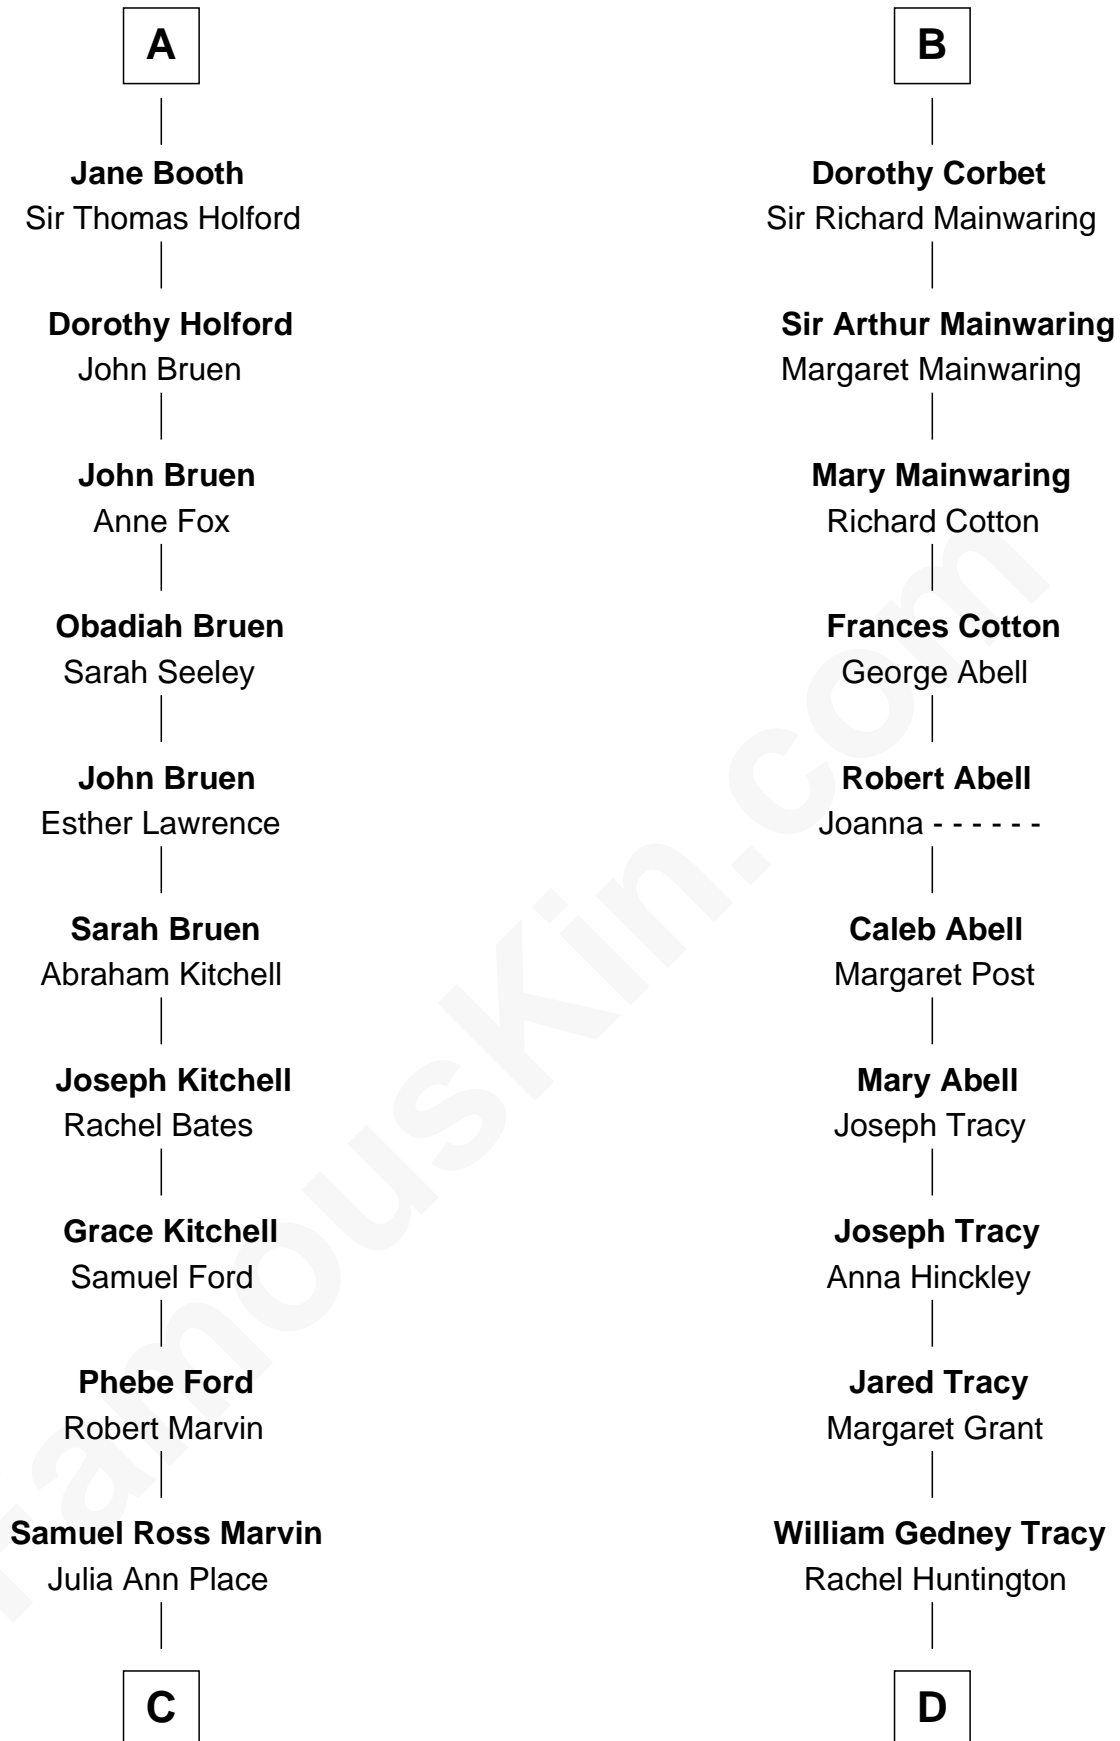 A
Jane Booth
Sir Thomas Holford
Dorothy Holford
John Bruen
John Bruen
Anne Fox
Obadiah Bruen
Sarah Seeley
John Bruen
Esther Lawrence
Sarah Bruen
Abraham Kitchell
Joseph Kitchell
Rachel Bates
Grace Kitchell
Samuel Ford
Phebe Ford
Robert Marvin
Samuel Ross Marvin
Julia Ann Place
C
B
Dorothy Corbet
Sir Richard Mainwaring
Sir Arthur Mainwaring
Margaret Mainwaring
Mary Mainwaring
Richard Cotton
Frances Cotton
George Abell
Robert Abell
Joanna - - - - - -
Caleb Abell
Margaret Post
Mary Abell
Joseph Tracy
Joseph Tracy
Anna Hinckley
Jared Tracy
Margaret Grant
William Gedney Tracy
Rachel Huntington
D
FamousKin.com